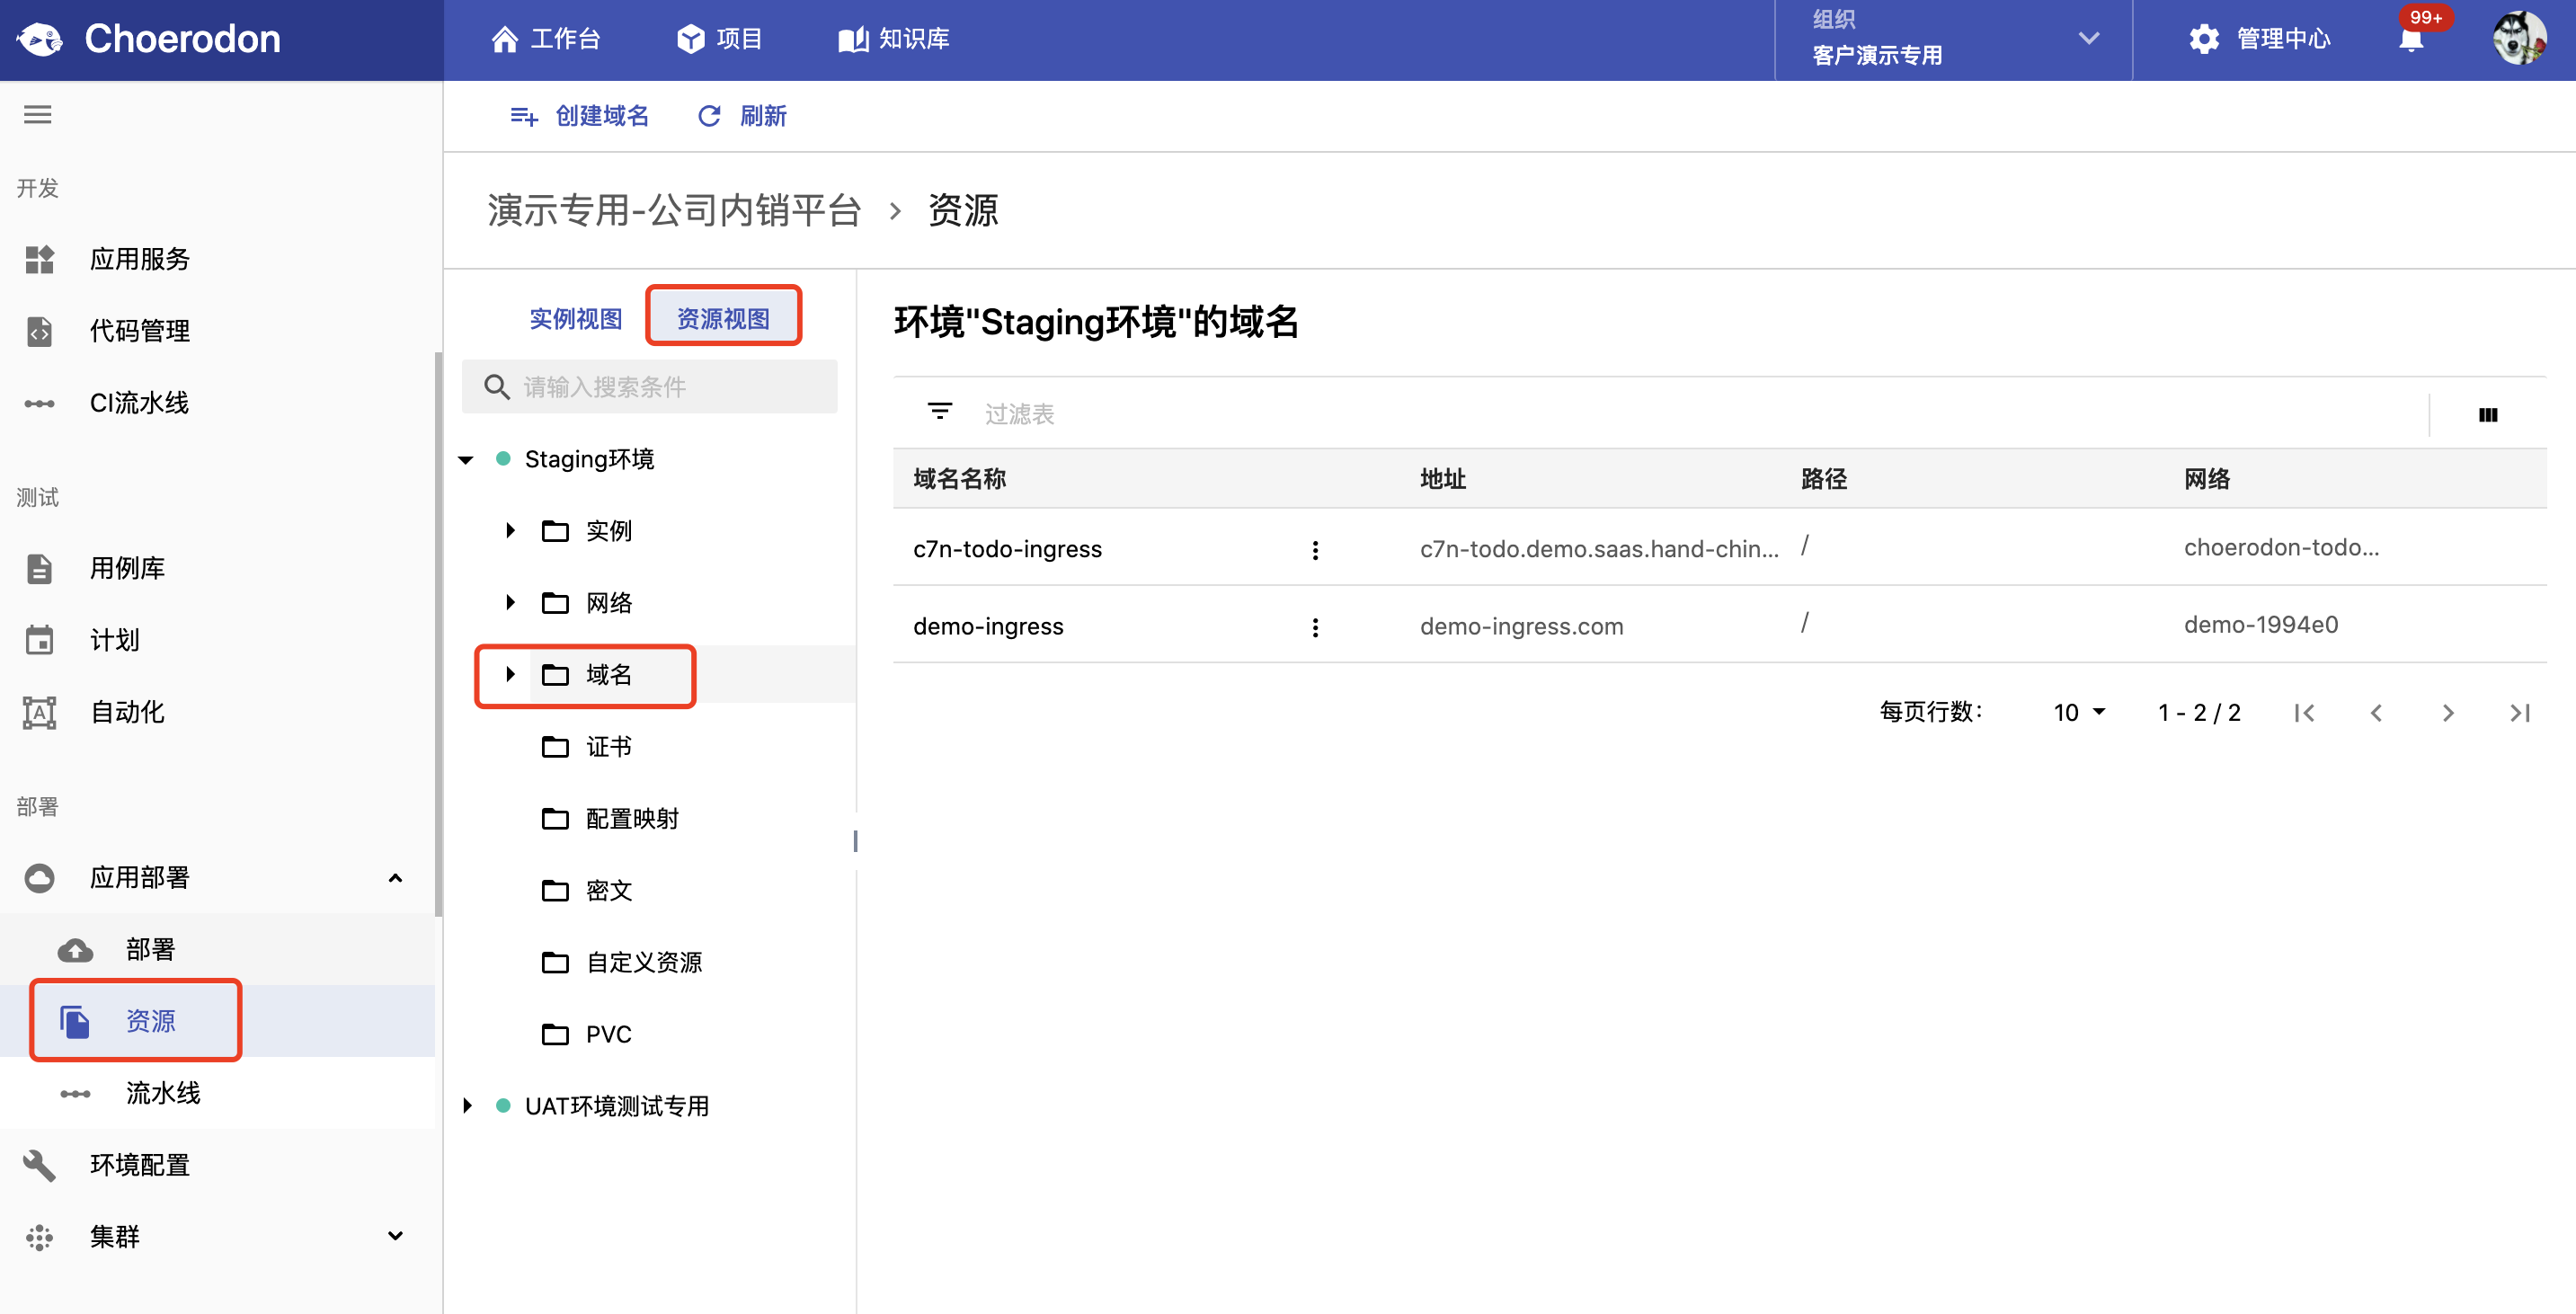 Choerodon
工作台
项目
知识库
组织
客户演示专用
管理中心
99+
开发
应用服务
代码管理
CI流水线
测试
用例库
计划
自动化
部署
应用部署
部署
资源
流水线
环境配置
集群
创建域名
刷新
演示专用-公司内销平台 › 资源
实例视图
资源视图
请输入搜索条件
Staging环境
实例
网络
域名
证书
配置映射
密文
自定义资源
PVC
UAT环境测试专用
环境"Staging环境"的域名
过滤表
域名名称 地址 路径 网络
c7n-todo-ingress c7n-todo.demo.saas.hand-chin... / choerodon-todo...
demo-ingress demo-ingress.com / demo-1994e0
每页行数: 10 1 - 2 / 2